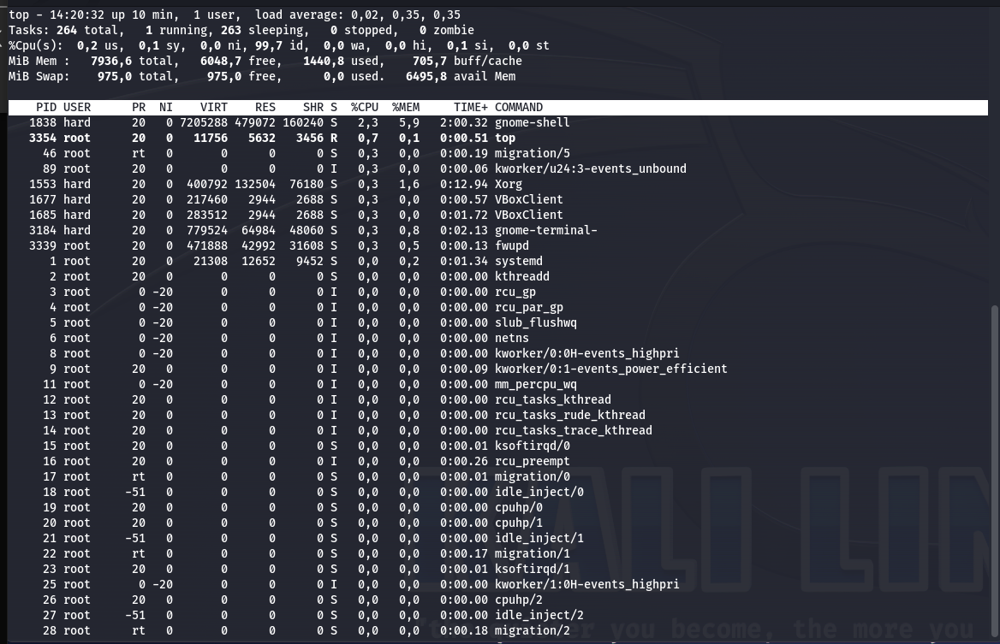 top - 14:20:32 up 10 min,  1 user,  load average: 0,02, 0,35, 0,35
Tasks: 264 total,   1 running, 263 sleeping,   0 stopped,   0 zombie
%Cpu(s):  0,2 us,  0,1 sy,  0,0 ni, 99,7 id,  0,0 wa,  0,0 hi,  0,1 si,  0,0 st
MiB Mem :   7936,6 total,   6048,7 free,   1440,8 used,    705,7 buff/cache
MiB Swap:    975,0 total,    975,0 free,      0,0 used.   6495,8 avail Mem
PID USER      PR  NI    VIRT    RES    SHR S  %CPU  %MEM     TIME+ COMMAND
1838 hard      20   0 7205288 479072 160240 S   2,3   5,9   2:00.32 gnome-shell
3354 root      20   0   11756   5632   3456 R   0,7   0,1   0:00.51 top
46 root      rt   0       0      0      0 S   0,3   0,0   0:00.19 migration/5
89 root      20   0       0      0      0 I   0,3   0,0   0:00.06 kworker/u24:3-events_unbound
1553 hard      20   0  400792 132504  76180 S   0,3   1,6   0:12.94 Xorg
1677 hard      20   0  217460   2944   2688 S   0,3   0,0   0:00.57 VBoxClient
1685 hard      20   0  283512   2944   2688 S   0,3   0,0   0:01.72 VBoxClient
3184 hard      20   0  779524  64984  48060 S   0,3   0,8   0:02.13 gnome-terminal-
3339 root      20   0  471888  42992  31608 S   0,3   0,5   0:00.13 fwupd
1 root      20   0   21308  12652   9452 S   0,0   0,2   0:01.34 systemd
2 root      20   0       0      0      0 S   0,0   0,0   0:00.00 kthreadd
3 root       0 -20       0      0      0 I   0,0   0,0   0:00.00 rcu_gp
4 root       0 -20       0      0      0 I   0,0   0,0   0:00.00 rcu_par_gp
5 root       0 -20       0      0      0 I   0,0   0,0   0:00.00 slub_flushwq
6 root       0 -20       0      0      0 I   0,0   0,0   0:00.00 netns
8 root       0 -20       0      0      0 I   0,0   0,0   0:00.00 kworker/0:0H-events_highpri
9 root      20   0       0      0      0 I   0,0   0,0   0:00.09 kworker/0:1-events_power_efficient
11 root       0 -20       0      0      0 I   0,0   0,0   0:00.00 mm_percpu_wq
12 root      20   0       0      0      0 I   0,0   0,0   0:00.00 rcu_tasks_kthread
13 root      20   0       0      0      0 I   0,0   0,0   0:00.00 rcu_tasks_rude_kthread
14 root      20   0       0      0      0 I   0,0   0,0   0:00.00 rcu_tasks_trace_kthread
15 root      20   0       0      0      0 S   0,0   0,0   0:00.01 ksoftirqd/0
16 root      20   0       0      0      0 I   0,0   0,0   0:00.26 rcu_preempt
17 root      rt   0       0      0      0 S   0,0   0,0   0:00.01 migration/0
18 root     -51   0       0      0      0 S   0,0   0,0   0:00.00 idle_inject/0
19 root      20   0       0      0      0 S   0,0   0,0   0:00.00 cpuhp/0
20 root      20   0       0      0      0 S   0,0   0,0   0:00.00 cpuhp/1
21 root     -51   0       0      0      0 S   0,0   0,0   0:00.00 idle_inject/1
22 root      rt   0       0      0      0 S   0,0   0,0   0:00.17 migration/1
23 root      20   0       0      0      0 S   0,0   0,0   0:00.01 ksoftirqd/1
25 root       0 -20       0      0      0 I   0,0   0,0   0:00.00 kworker/1:0H-events_highpri
26 root      20   0       0      0      0 S   0,0   0,0   0:00.00 cpuhp/2
27 root     -51   0       0      0      0 S   0,0   0,0   0:00.00 idle_inject/2
28 root      rt   0       0      0      0 S   0,0   0,0   0:00.18 migration/2
ALI LIN
you become, the more you